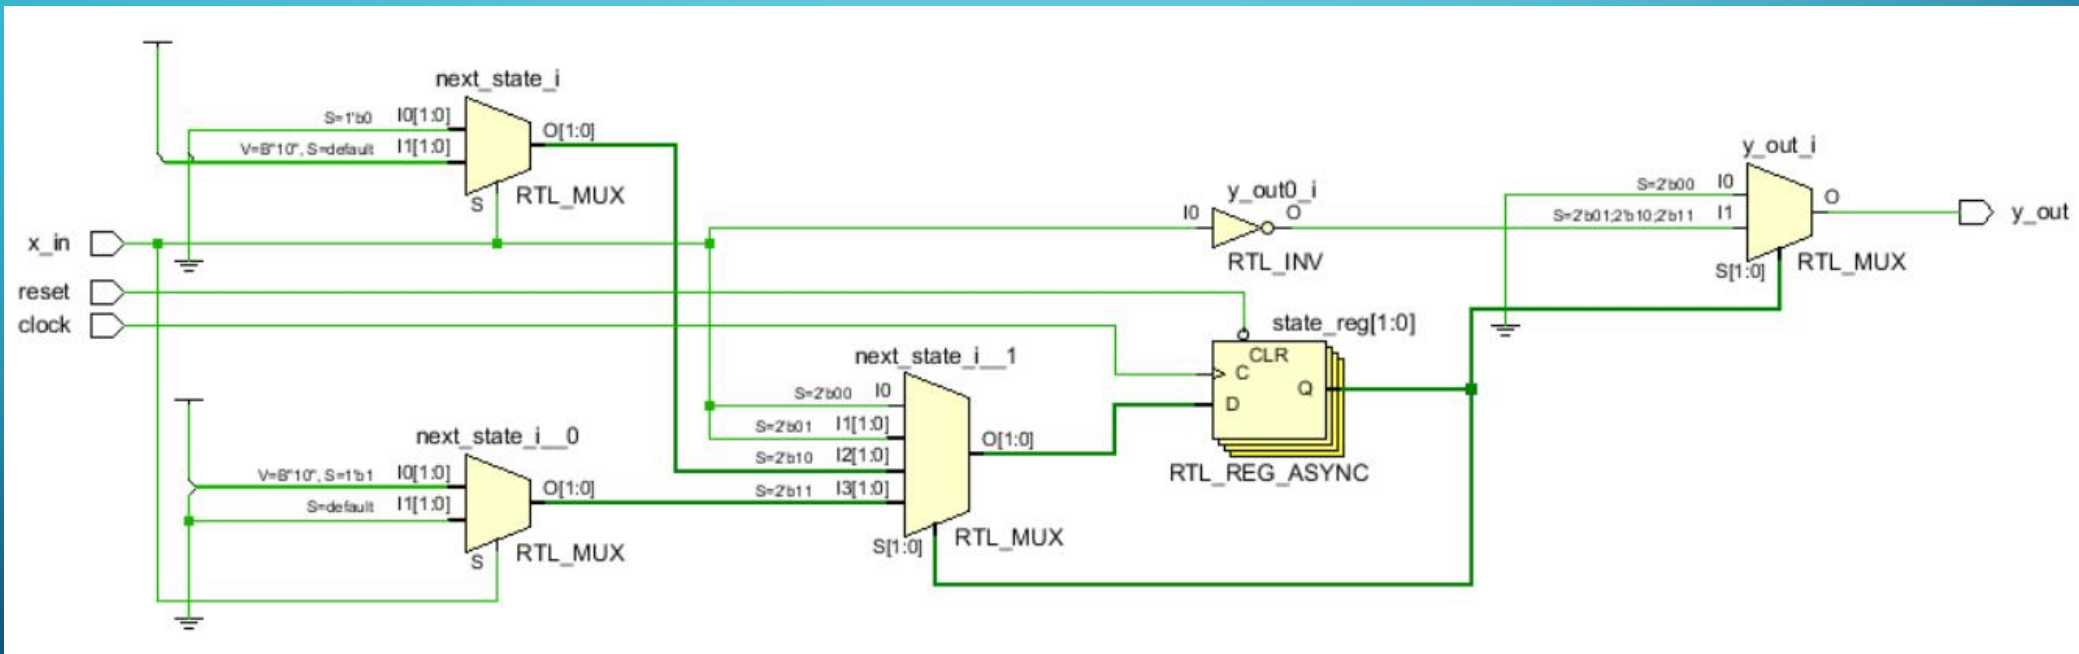 next_state_i
S=1'b0 I0[1:0]
V=B"10", S=default I1[1:0]
O[1:0]
S
RTL_MUX
x_in
reset
clock
next_state_i__0
V=B"10", S=1'b1 I0[1:0]
S=default I1[1:0]
O[1:0]
S
RTL_MUX
next_state_i__1
S=2'b00 I0
S=2'b01 I1[1:0]
S=2'b10 I2[1:0]
S=2'b11 I3[1:0]
O[1:0]
S[1:0]
RTL_MUX
y_out0_i
I0
O
RTL_INV
state_reg[1:0]
CLR
C
D
Q
RTL_REG_ASYNC
y_out_i
S=2'b00 I0
S=2'b01;2'b10;2'b11 I1
O
S[1:0]
RTL_MUX
y_out